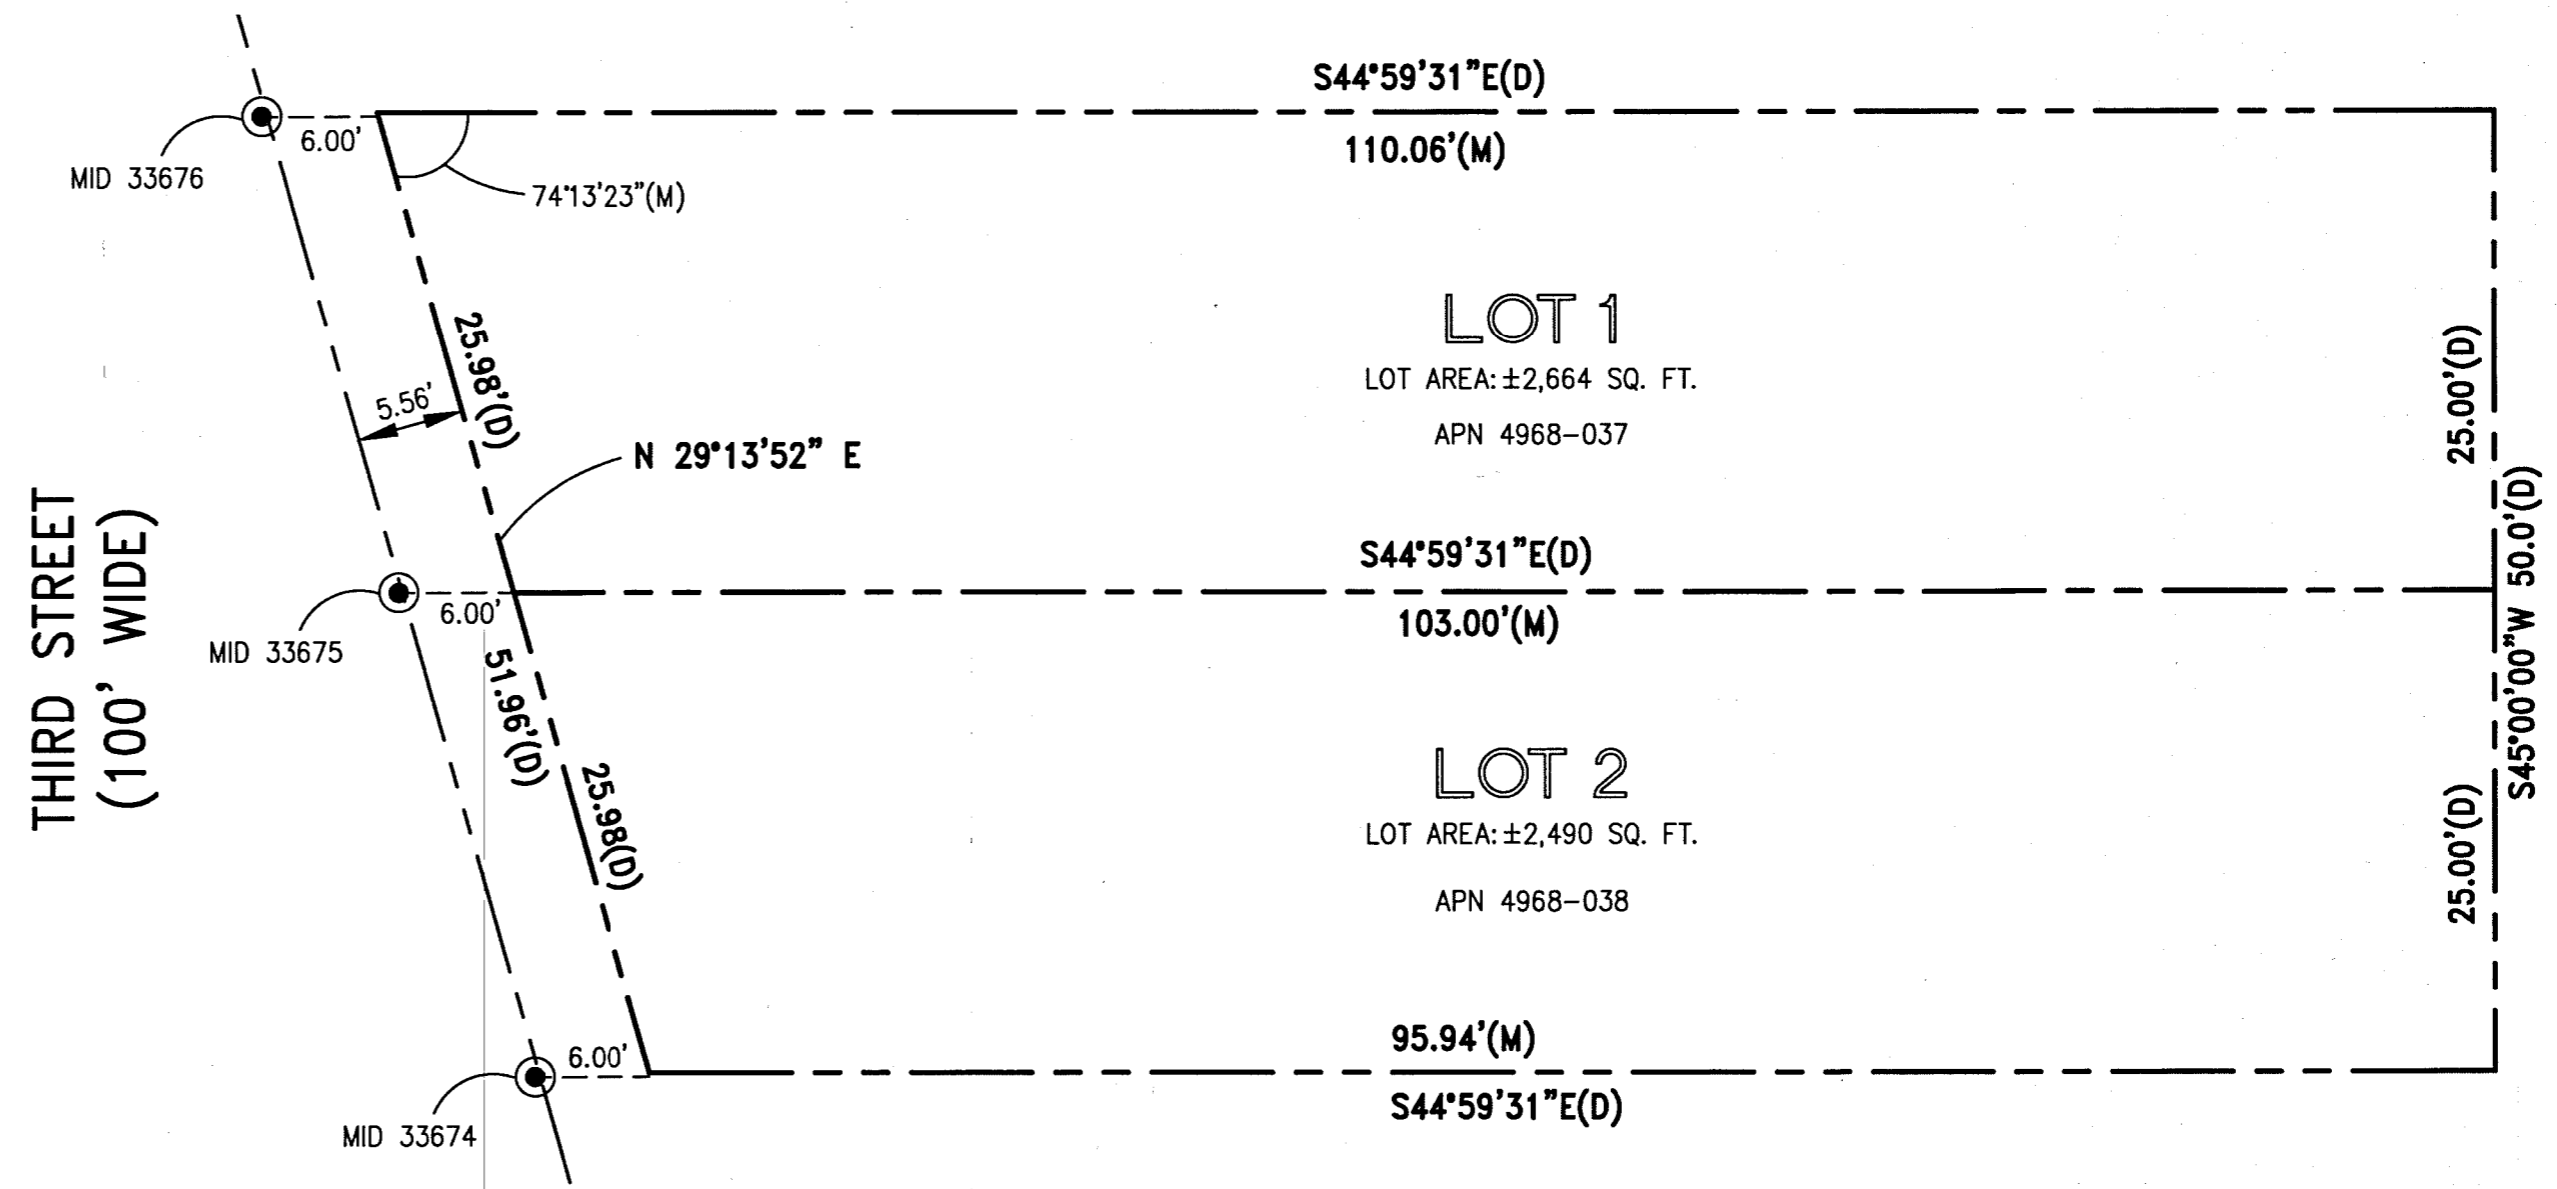 S44°59'31"E(D)
110.06'(M)
6.00'
MID 33676
74°13'23"(M)
25.98'(D)
5.56'
N 29°13'52" E
LOT 1
LOT AREA: ±2,664 SQ. FT.
APN 4968-037
25.00'(D)
THIRD STREET
(100' WIDE)
S44°59'31"E(D)
103.00'(M)
6.00'
MID 33675
S45°00'00"W 50.0'(D)
51.96'(D)
25.98(D)
LOT 2
LOT AREA: ±2,490 SQ. FT.
APN 4968-038
25.00'(D)
95.94'(M)
S44°59'31"E(D)
6.00'
MID 33674